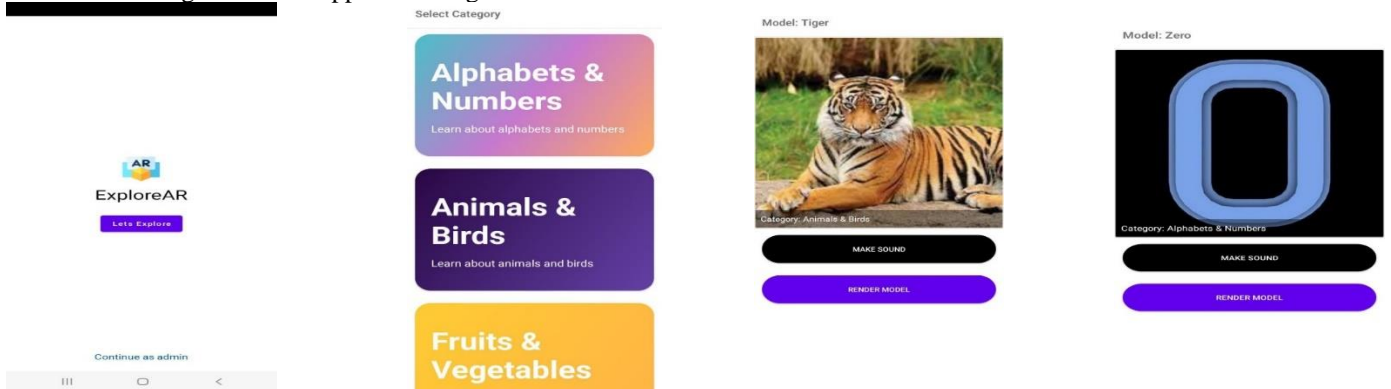 Select Category
Model: Tiger
Model: Zero
AR
ExploreAR
Lets Explore
Continue as admin
Alphabets &
Numbers
Learn about alphabets and numbers
Animals &
Birds
Learn about animals and birds
Fruits &
Vegetables
Category: Animals & Birds
MAKE SOUND
RENDER MODEL
0
Category: Alphabets & Numbers
MAKE SOUND
RENDER MODEL